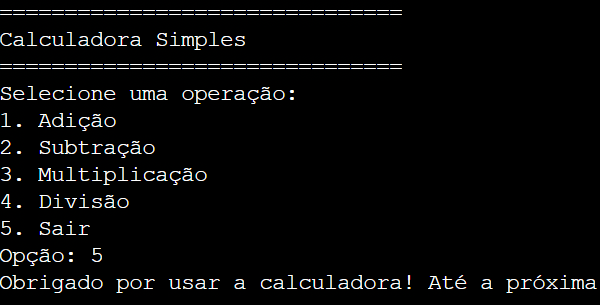 ===============================
Calculadora Simples
===============================
Selecione uma operação:
1. Adição
2. Subtração
3. Multiplicação
4. Divisão
5. Sair
Opção: 5
Obrigado por usar a calculadora! Até a próxima